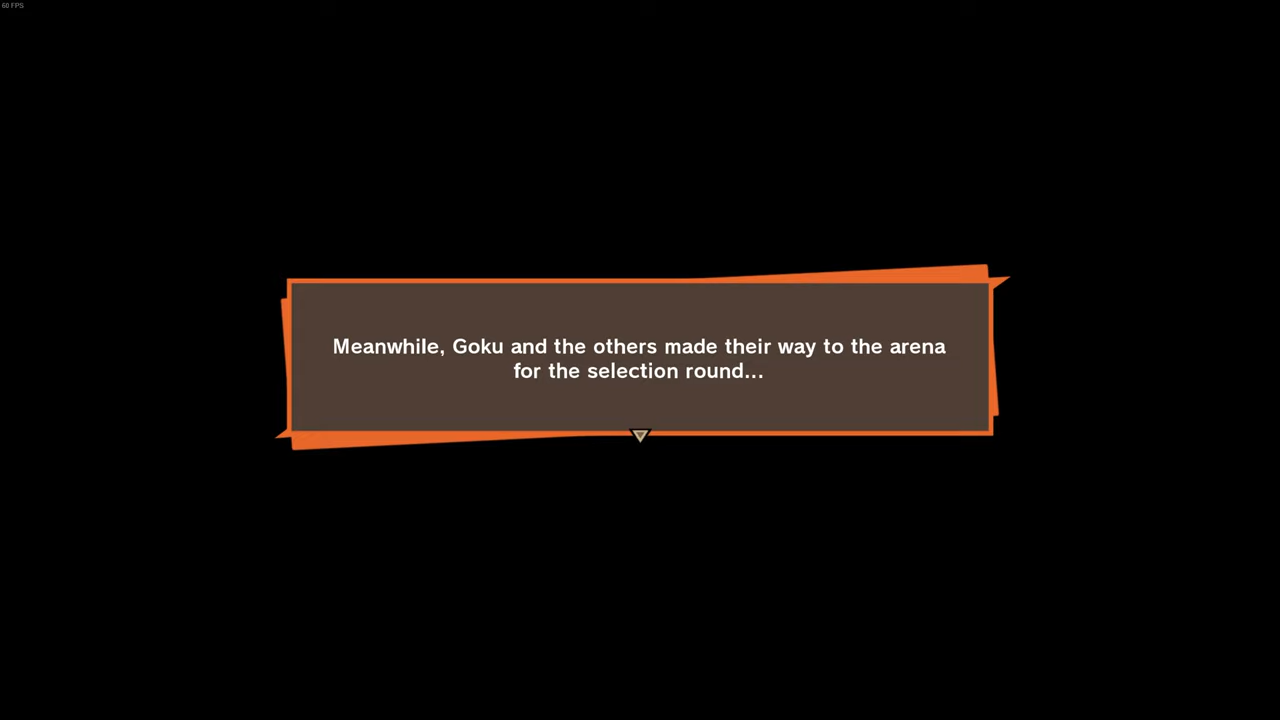 60 FPS
Meanwhile, Goku and the others made their way to the arena
for the selection round...